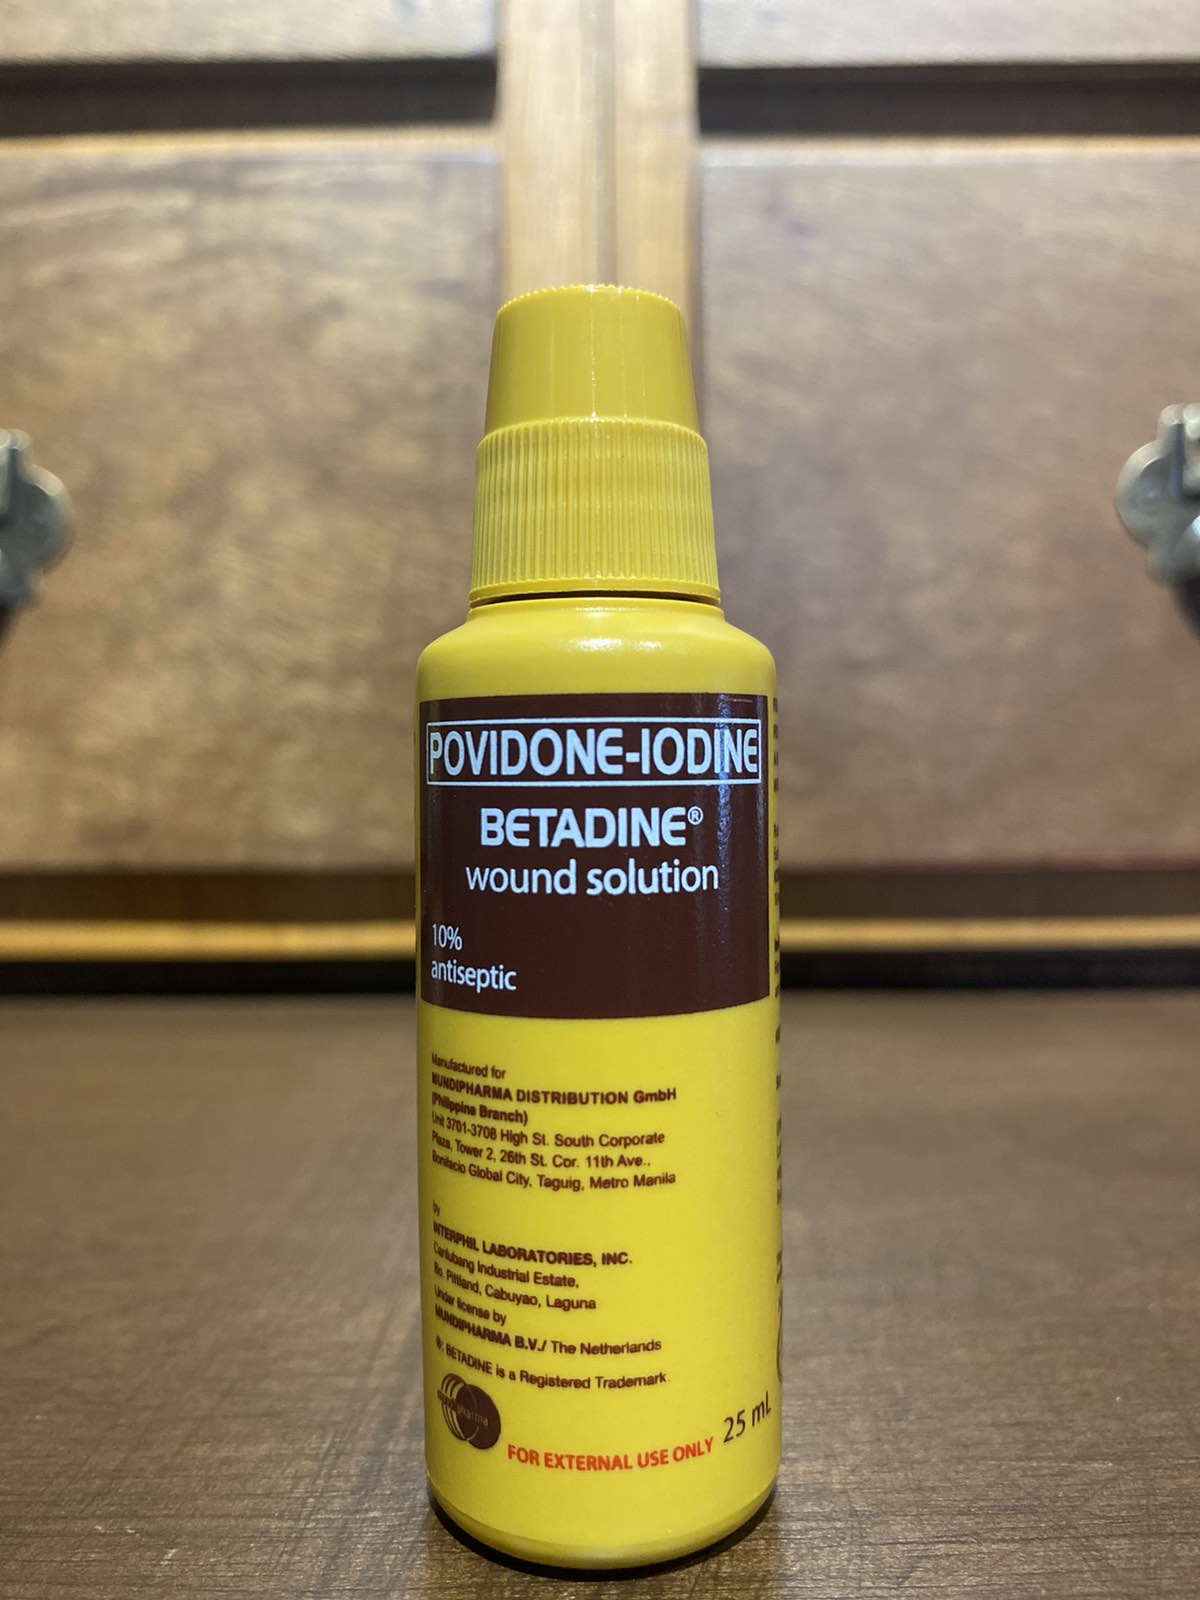 POVIDONE-IODINE
BETADINE®
wound solution
10%
antiseptic
Manufactured for
MUNDIPHARMA DISTRIBUTION GmbH
(Philippine Branch)
Unit 3701-3708 High St. South Corporate
Plaza, Tower 2, 26th St. Cor. 11th Ave.,
Bonifacio Global City, Taguig, Metro Manila
by
INTERPHIL LABORATORIES, INC.
Canlubang Industrial Estate,
Bo. Pittland, Cabuyao, Laguna
Under license by
MUNDIPHARMA B.V./ The Netherlands
®: BETADINE is a Registered Trademark.
mundipharma
FOR EXTERNAL USE ONLY
25 mL